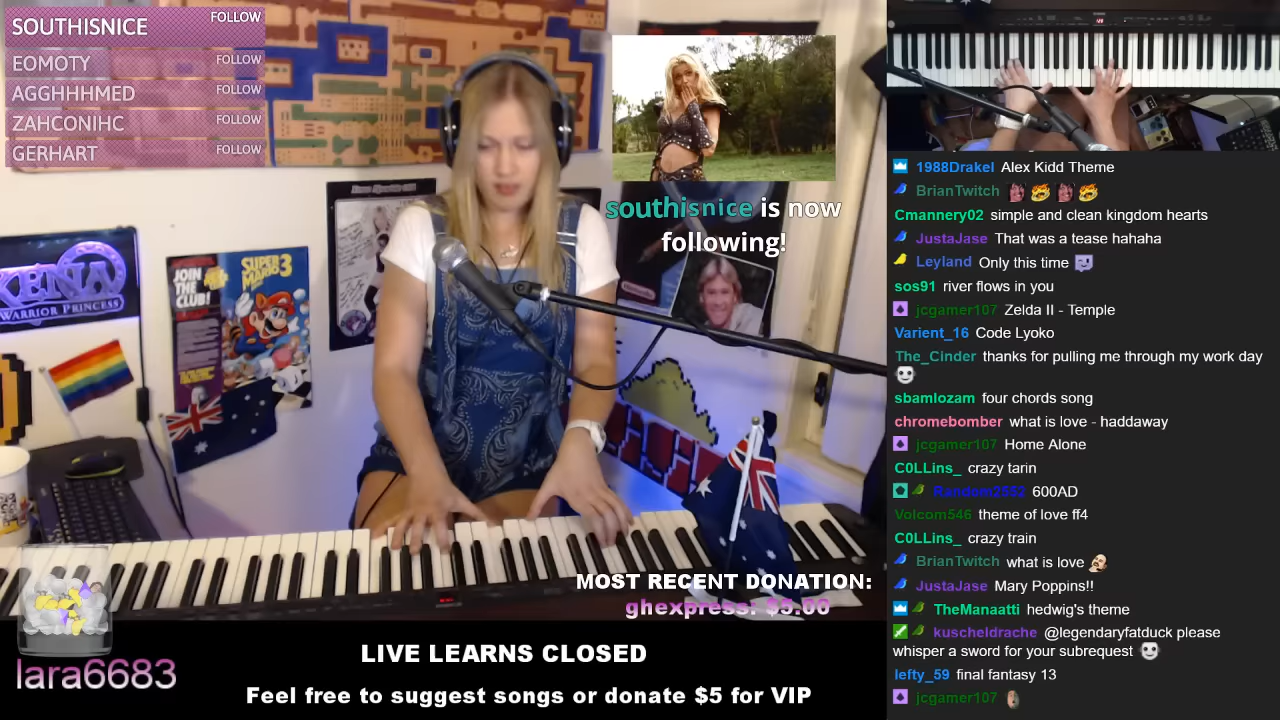 SOUTHISNICE FOLLOW
EOMOTY FOLLOW
AGGHHHMED FOLLOW
ZAHCONIHC FOLLOW
GERHART FOLLOW
southisnice is now
following!
XENA
WARRIOR PRINCESS
JOIN
THE
CLUB!
SUPER
MARIO 3
MOST RECENT DONATION:
ghexpress: $5.00
lara6683
LIVE LEARNS CLOSED
Feel free to suggest songs or donate $5 for VIP
1988Drakel Alex Kidd Theme
BrianTwitch
Cmannery02 simple and clean kingdom hearts
JustaJase That was a tease hahaha
Leyland Only this time
sos91 river flows in you
jcgamer107 Zelda II - Temple
Varient_16 Code Lyoko
The_Cinder thanks for pulling me through my work day
sbamlozam four chords song
chromebomber what is love - haddaway
jcgamer107 Home Alone
C0LLins_ crazy tarin
Random2552 600AD
Volcom546 theme of love ff4
C0LLins_ crazy train
BrianTwitch what is love
JustaJase Mary Poppins!!
TheManaatti hedwig's theme
kuscheldrache @legendaryfatduck please
whisper a sword for your subrequest
lefty_59 final fantasy 13
jcgamer107